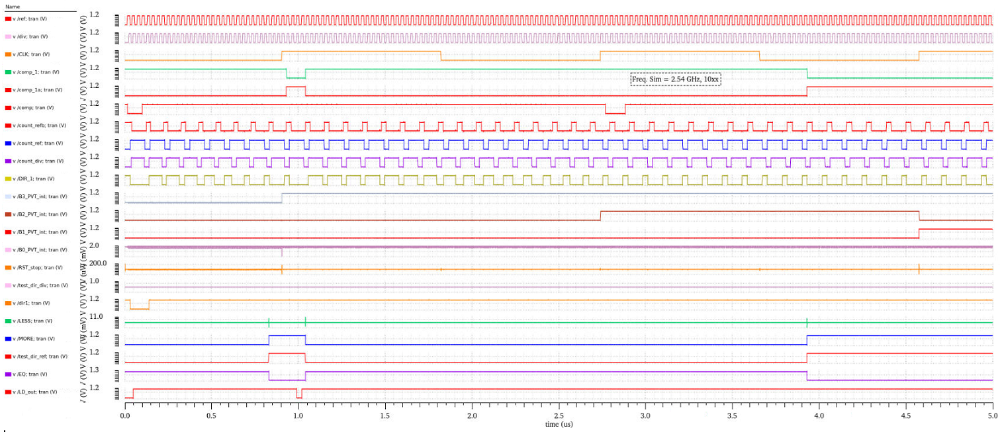 Name
v /ref; tran (V)
v /div; tran (V)
v /CLK; tran (V)
v /comp_1; tran (V)
v /comp_1a; tran (V)
v /comp; tran (V)
v /count_refb; tran (V)
v /count_ref; tran (V)
v /count_div; tran (V)
v /DIR_1; tran (V)
v /B3_PVT_int; tran (V)
v /B2_PVT_int; tran (V)
v /B1_PVT_int; tran (V)
v /B0_PVT_int; tran (V)
v /RST_stop; tran (V)
v /test_dir_div; tran (V)
v /dir1; tran (V)
v /LESS; tran (V)
v /MORE; tran (V)
v /test_dir_ref; tran (V)
v /EQ; tran (V)
v /LD_out; tran (V)
1.2
1.2
1.2
1.2
1.2
1.2
1.2
1.2
1.2
1.2
1.2
1.2
1.2
2.0
200.0
1.0
1.2
11.0
1.2
1.2
1.3
1.2
Freq. Sim = 2.54 GHz, 10xx
0.0 0.5 1.0 1.5 2.0 2.5 3.0 3.5 4.0 4.5 5.0
time (us)